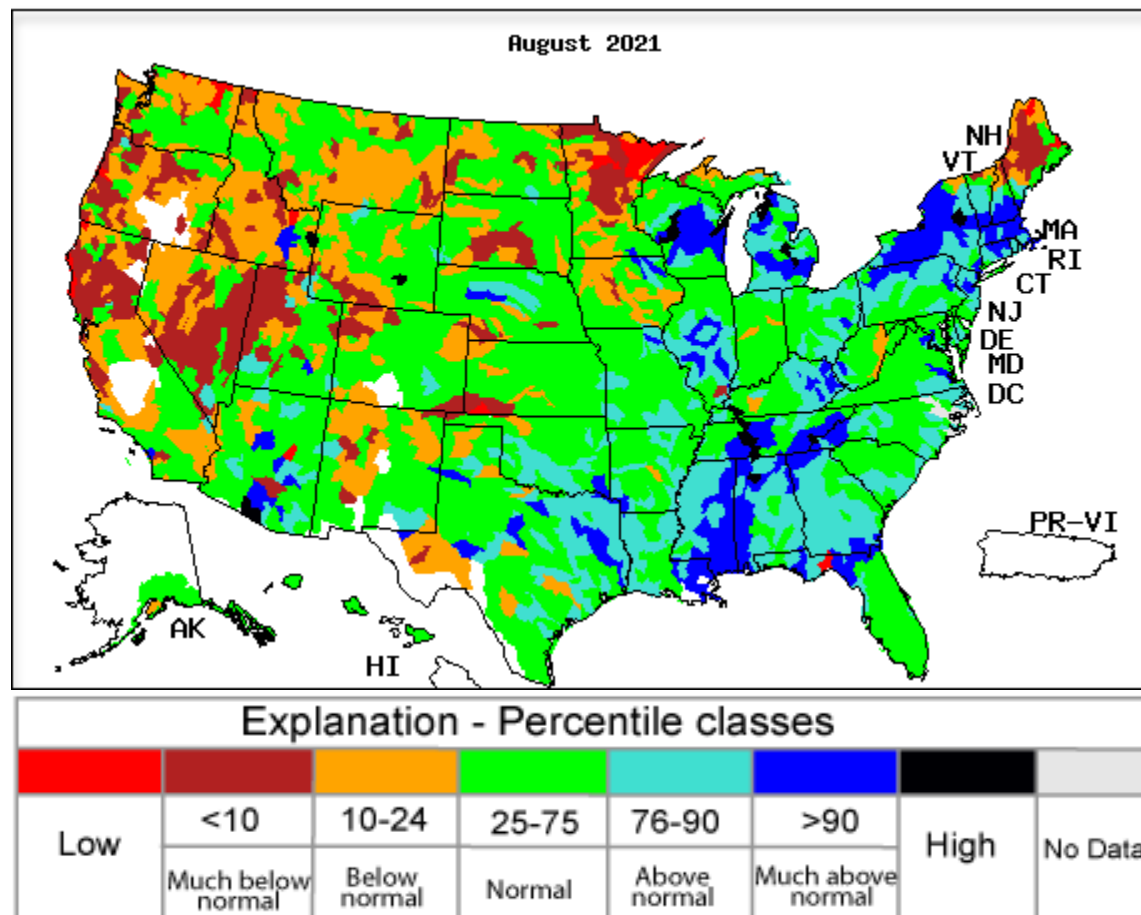 August 2021
NH
VT
MA
RI
CT
NJ
DE
MD
DC
PR-VI
AK
HI
Explanation - Percentile classes
Low <10 10-24 25-75 76-90 >90 High No Data
Much below normal Below normal Normal Above normal Much above normal